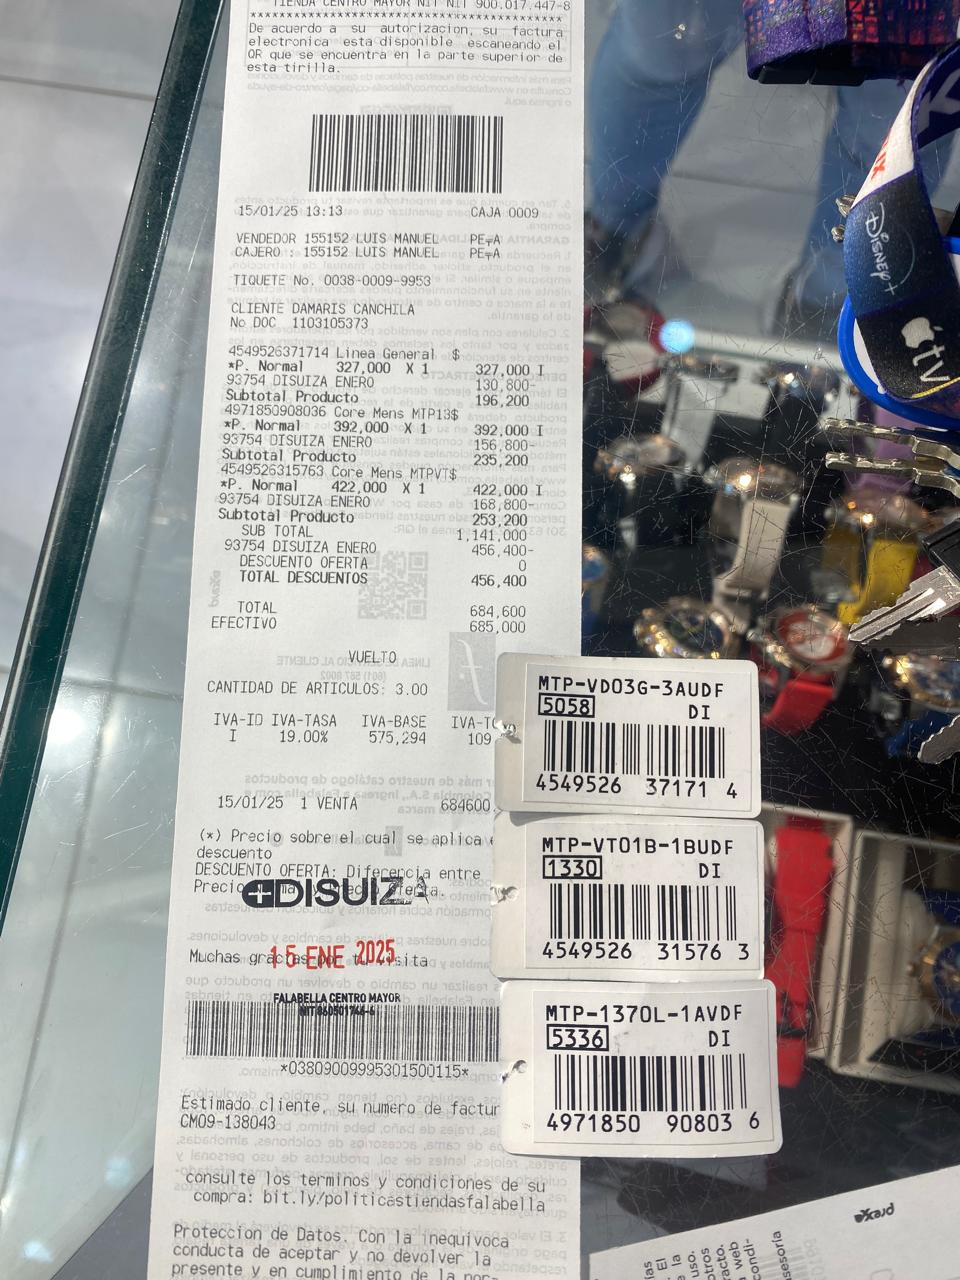 TIENDA CENTRO MAYOR NIT NIT 900.017.447-8
****************************************
De acuerdo a su autorizacion, su factura
electronica esta disponible escaneando el
QR que se encuentra en la parte superior de
esta tirilla.
15/01/25 13:13 CAJA 0009
VENDEDOR 155152 LUIS MANUEL PE╤A
CAJERO : 155152 LUIS MANUEL PE╤A
TIQUETE No. 0038-0009-9953
CLIENTE DAMARIS CANCHILA
No DOC 1103105373
4549526371714 Linea General $
*P. Normal 327,000 X 1 327,000 I
93754 DISUIZA ENERO 130,800-
Subtotal Producto 196,200
4971850908036 Core Mens MTP13$
*P. Normal 392,000 X 1 392,000 I
93754 DISUIZA ENERO 156,800-
Subtotal Producto 235,200
4549526315763 Core Mens MTPVT$
*P. Normal 422,000 X 1 422,000 I
93754 DISUIZA ENERO 168,800-
Subtotal Producto 253,200
SUB TOTAL 1,141,000
93754 DISUIZA ENERO 456,400-
DESCUENTO OFERTA 0
TOTAL DESCUENTOS 456,400
TOTAL 684,600
EFECTIVO 685,000
VUELTO
CANTIDAD DE ARTICULOS: 3.00
IVA-ID IVA-TASA IVA-BASE IVA-TO
I 19.00% 575,294 109
15/01/25 1 VENTA 684600.
(*) Precio sobre el cual se aplica e
descuento
DESCUENTO OFERTA: Diferencia entre
Precio
DISUIZA
Muchas gracias por tu visita
15 ENE 2025
FALABELLA CENTRO MAYOR
*03809009995301500115*
Estimado cliente, su numero de factur
CM09-138043
consulte los terminos y condiciones de su
compra: bit.ly/politicastiendasfalabella
Proteccion de Datos. Con la inequivoca
conducta de aceptar y no devolver la
presente y en cumplimiento de la nor-
MTP-VD03G-3AUDF
5058 DI
4549526 37171 4
MTP-VT01B-1BUDF
1330 DI
4549526 31576 3
MTP-1370L-1AVDF
5336 DI
4971850 90803 6
Disney+
tv